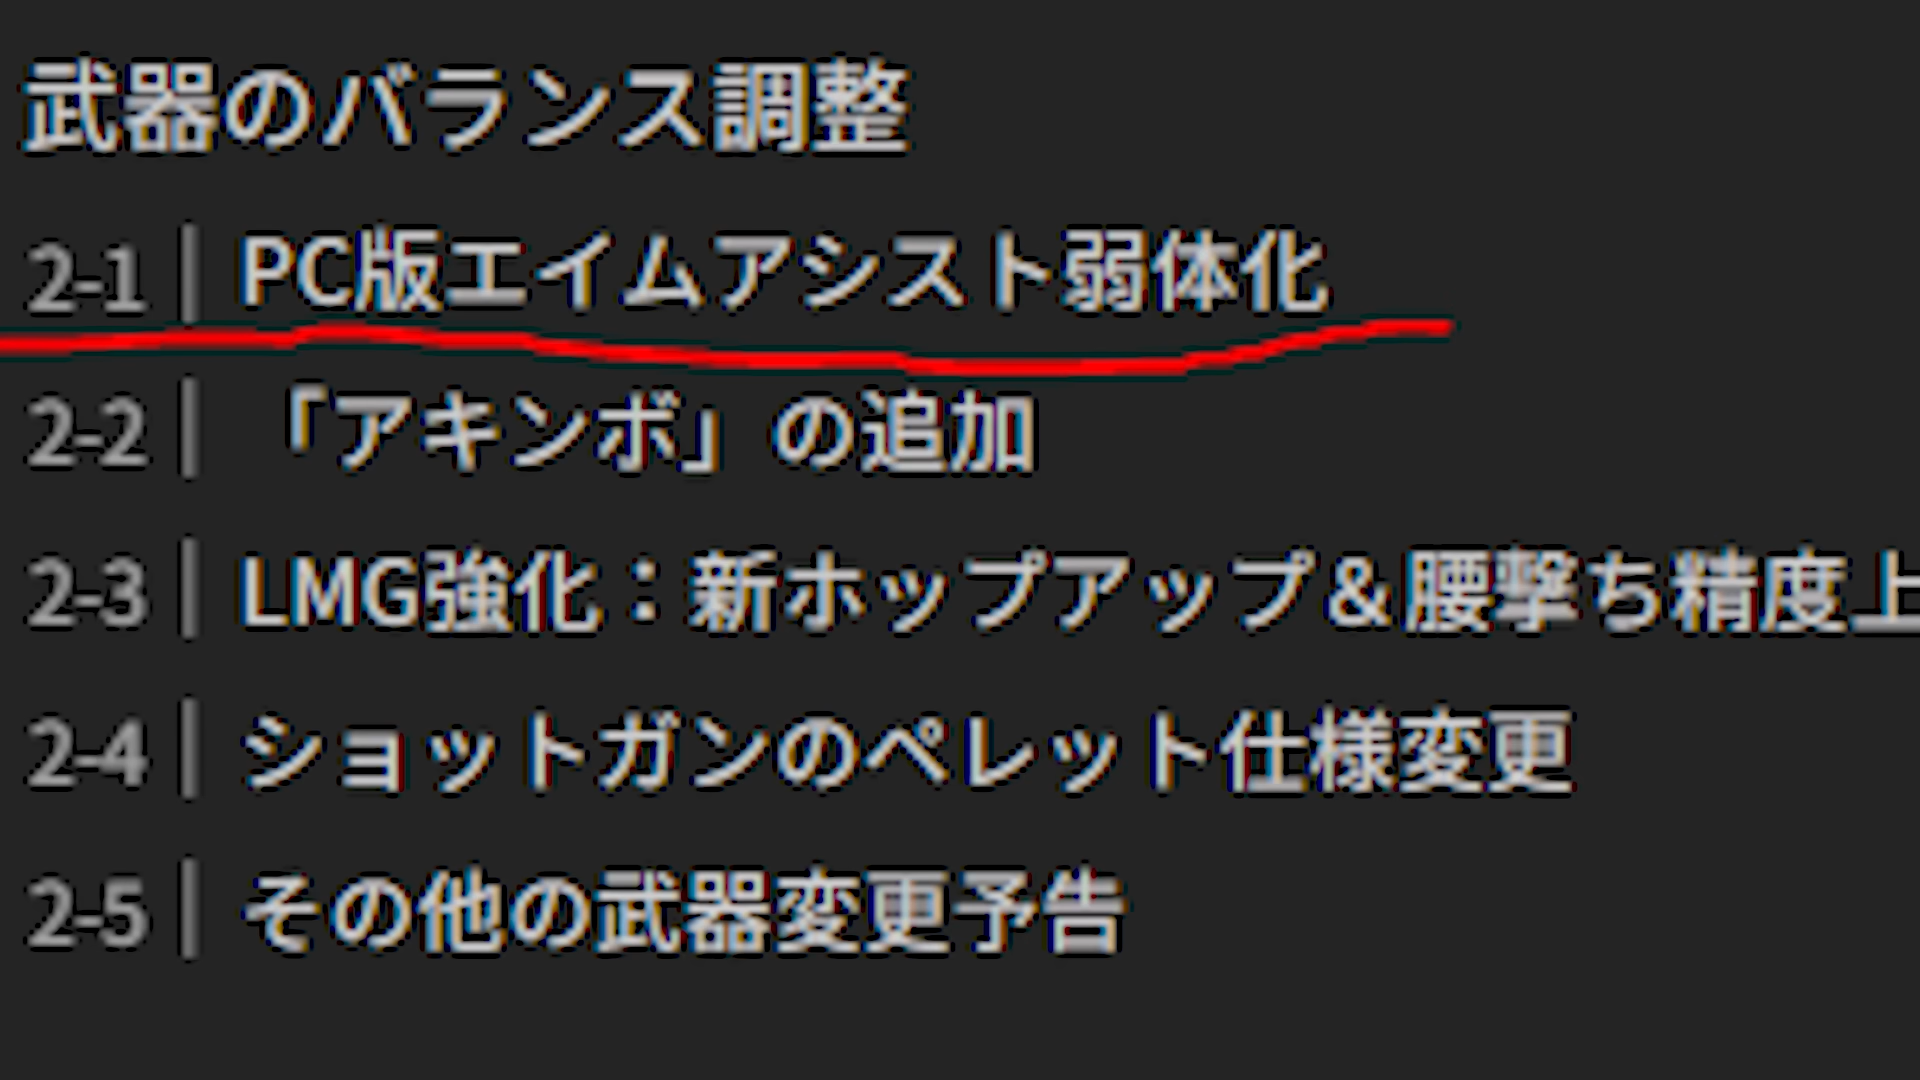 武器のバランス調整
2-1 | PC版エイムアシスト弱体化
2-2 | 「アキンボ」の追加
2-3 | LMG強化：新ホップアップ＆腰撃ち精度上
2-4 | ショットガンのペレット仕様変更
2-5 | その他の武器変更予告